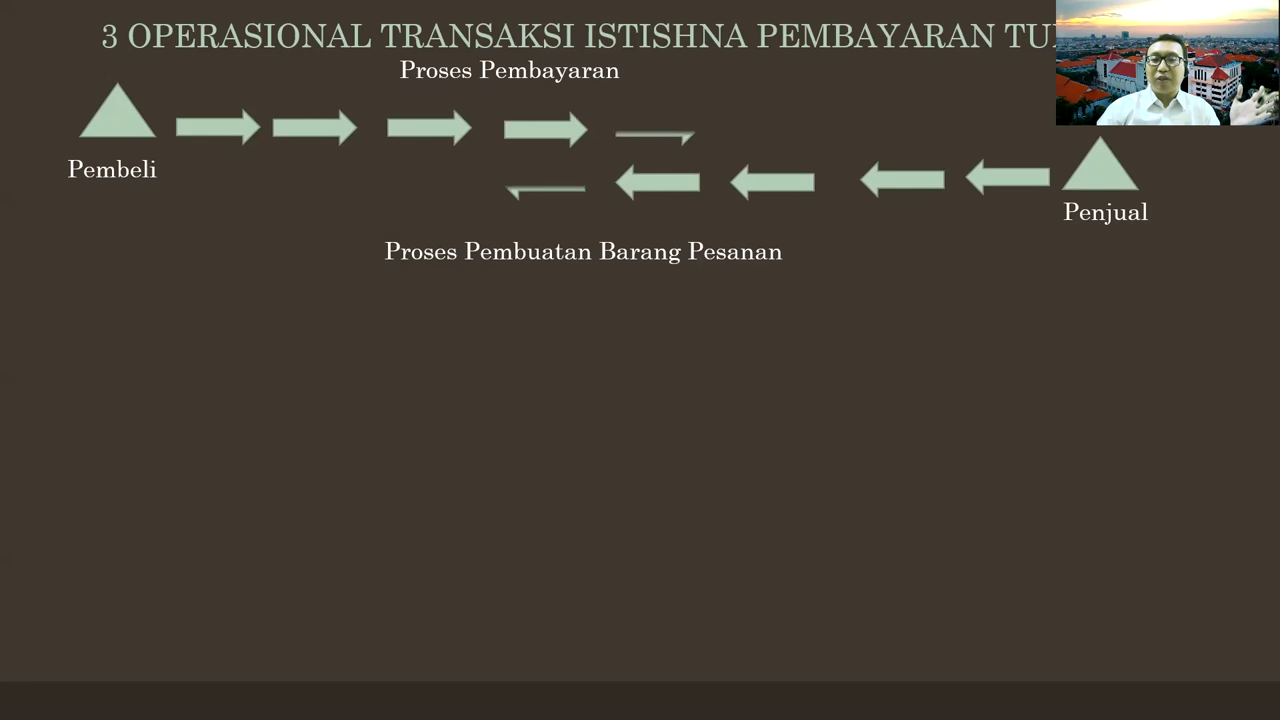 3 OPERASIONAL TRANSAKSI ISTISHNA PEMBAYARAN
Proses Pembayaran
Pembeli
Penjual
Proses Pembuatan Barang Pesanan